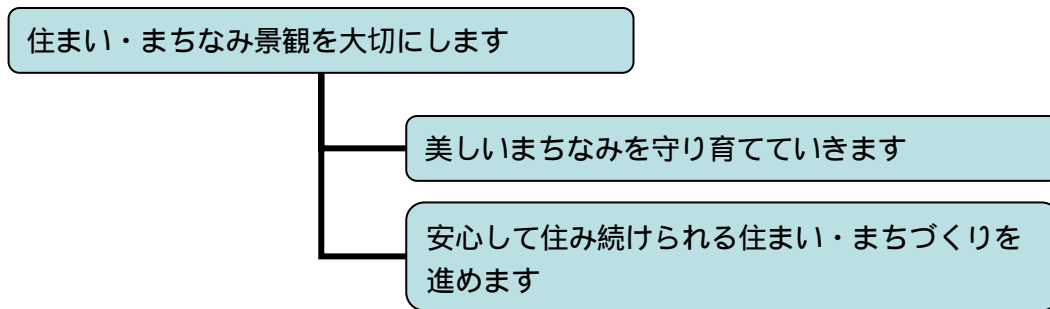 住まい・まちなみ景観を大切にします
美しいまちなみを守り育てていきます
安心して住み続けられる住まい・まちづくりを
進めます